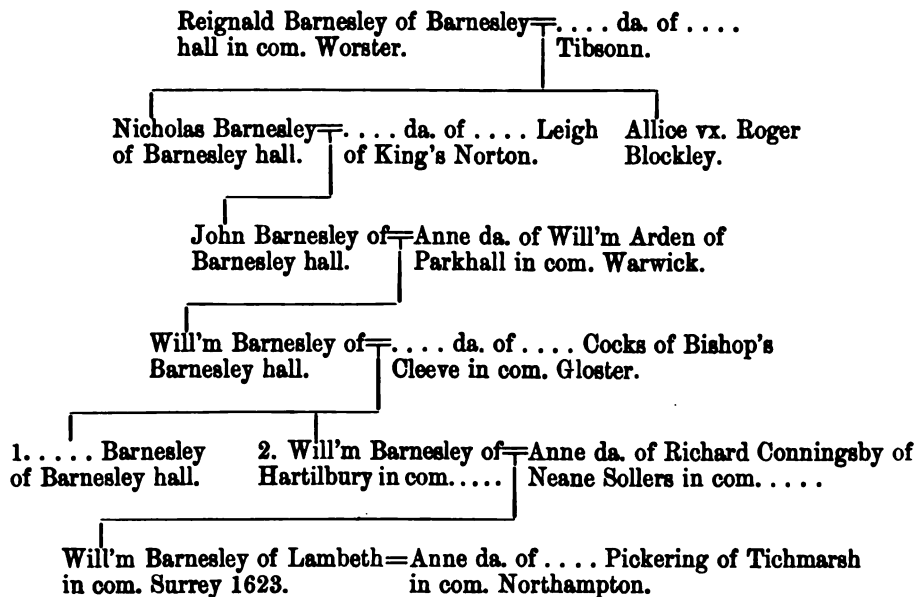 Reignald Barnesley of Barnesley=. . . . da. of . . . .
hall in com. Worster. Tibsonn.
Nicholas Barnesley=. . . . da. of . . . . Leigh Allice vx. Roger
of Barnesley hall. of King's Norton. Blockley.
John Barnesley of=Anne da. of Will'm Arden of
Barnesley hall. Parkhall in com. Warwick.
Will'm Barnesley of=. . . . da. of . . . . Cocks of Bishop's
Barnesley hall. Cleeve in com. Gloster.
1. . . . . Barnesley 2. Will'm Barnesley of=Anne da. of Richard Conningsby of
of Barnesley hall. Hartilbury in com. . . . . Neane Sollers in com. . . . .
Will'm Barnesley of Lambeth=Anne da. of . . . . Pickering of Tichmarsh
in com. Surrey 1623. in com. Northampton.